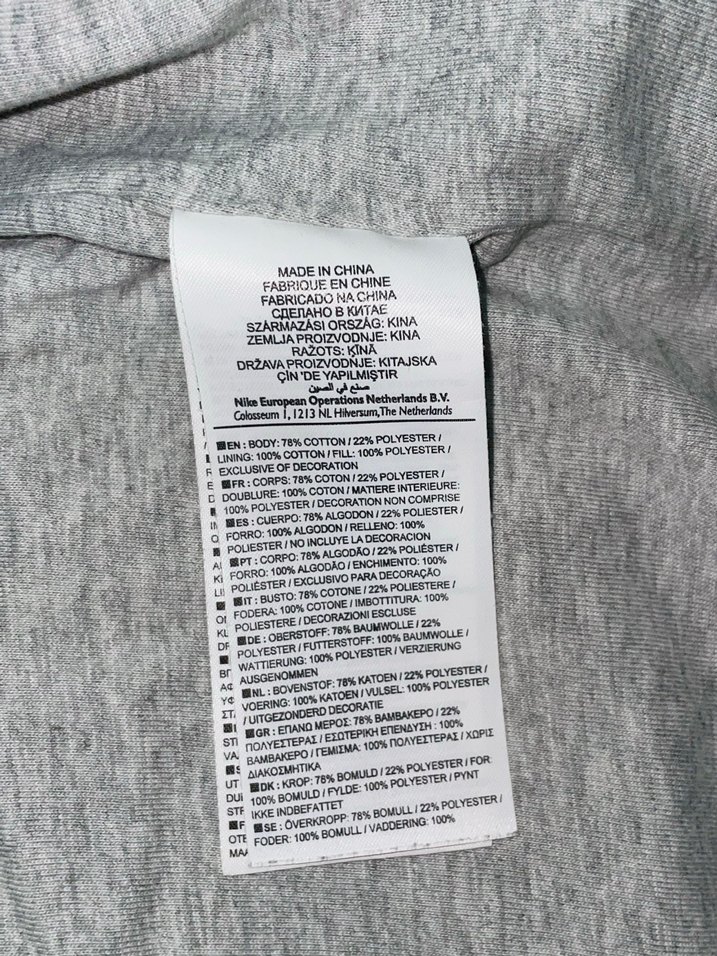 MADE IN CHINA
FABRIQUE EN CHINE
FABRICADO NA CHINA
СДЕЛАНО В КИТАЕ
SZÁRMAZÁSI ORSZÁG: KINA
ZEMLJA PROIZVODNJE: KINA
RAŽOTS: ĶĪNĀ
DRŽAVA PROIZVODNJE: KITAJSKA
ÇİN 'DE YAPILMIŞTIR
صنع في الصين
Nike European Operations Netherlands B.V.
Colosseum 1, 1213 NL Hilversum, The Netherlands
EN : BODY: 78% COTTON / 22% POLYESTER /
LINING: 100% COTTON / FILL: 100% POLYESTER /
EXCLUSIVE OF DECORATION
FR : CORPS: 78% COTON / 22% POLYESTER /
DOUBLURE: 100% COTON / MATIERE INTERIEURE:
100% POLYESTER / DECORATION NON COMPRISE
ES : CUERPO: 78% ALGODON / 22% POLIESTER /
FORRO: 100% ALGODON / RELLENO: 100%
POLIESTER / NO INCLUYE LA DECORACION
PT : CORPO: 78% ALGODÃO / 22% POLIÉSTER /
FORRO: 100% ALGODÃO / ENCHIMENTO: 100%
POLIÉSTER / EXCLUSIVO PARA DECORAÇÃO
IT : BUSTO: 78% COTONE / 22% POLIESTERE /
FODERA: 100% COTONE / IMBOTTITURA: 100%
POLIESTERE / DECORAZIONI ESCLUSE
DE : OBERSTOFF: 78% BAUMWOLLE / 22%
POLYESTER / FUTTERSTOFF: 100% BAUMWOLLE /
WATTIERUNG: 100% POLYESTER / VERZIERUNG
AUSGENOMMEN
NL : BOVENSTOF: 78% KATOEN / 22% POLYESTER /
VOERING: 100% KATOEN / VULSEL: 100% POLYESTER
/ UITGEZONDERD DECORATIE
GR : ΕΠΑΝΩ ΜΕΡΟΣ: 78% ΒΑΜΒΑΚΕΡΟ / 22%
ΠΟΛΥΕΣΤΕΡΑΣ / ΕΣΩΤΕΡΙΚΗ ΕΠΕΝΔΥΣΗ : 100%
ΒΑΜΒΑΚΕΡΟ / ΓΕΜΙΣΜΑ: 100% ΠΟΛΥΕΣΤΕΡΑΣ / ΧΩΡΙΣ
ΔΙΑΚΟΣΜΗΤΙΚΑ
DK : KROP: 78% BOMULD / 22% POLYESTER / FOR:
100% BOMULD / FYLDE: 100% POLYESTER / PYNT
IKKE INDBEFATTET
SE : ÖVERKROPP: 78% BOMULL / 22% POLYESTER /
FODER: 100% BOMULL / VADDERING: 100%